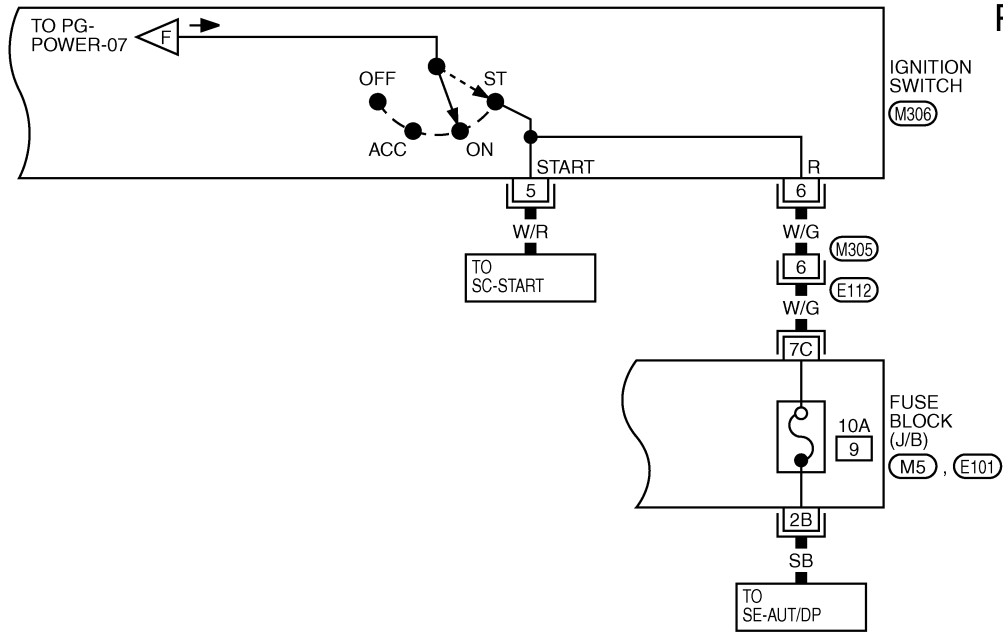 TO PG-
POWER-07
F
OFF
ST
ACC
ON
IGNITION
SWITCH
M306
START
R
5
6
W/R
W/G
TO
SC-START
M305
6
E112
W/G
7C
10A
9
FUSE
BLOCK
(J/B)
M5 , E101
2B
SB
TO
SE-AUT/DP